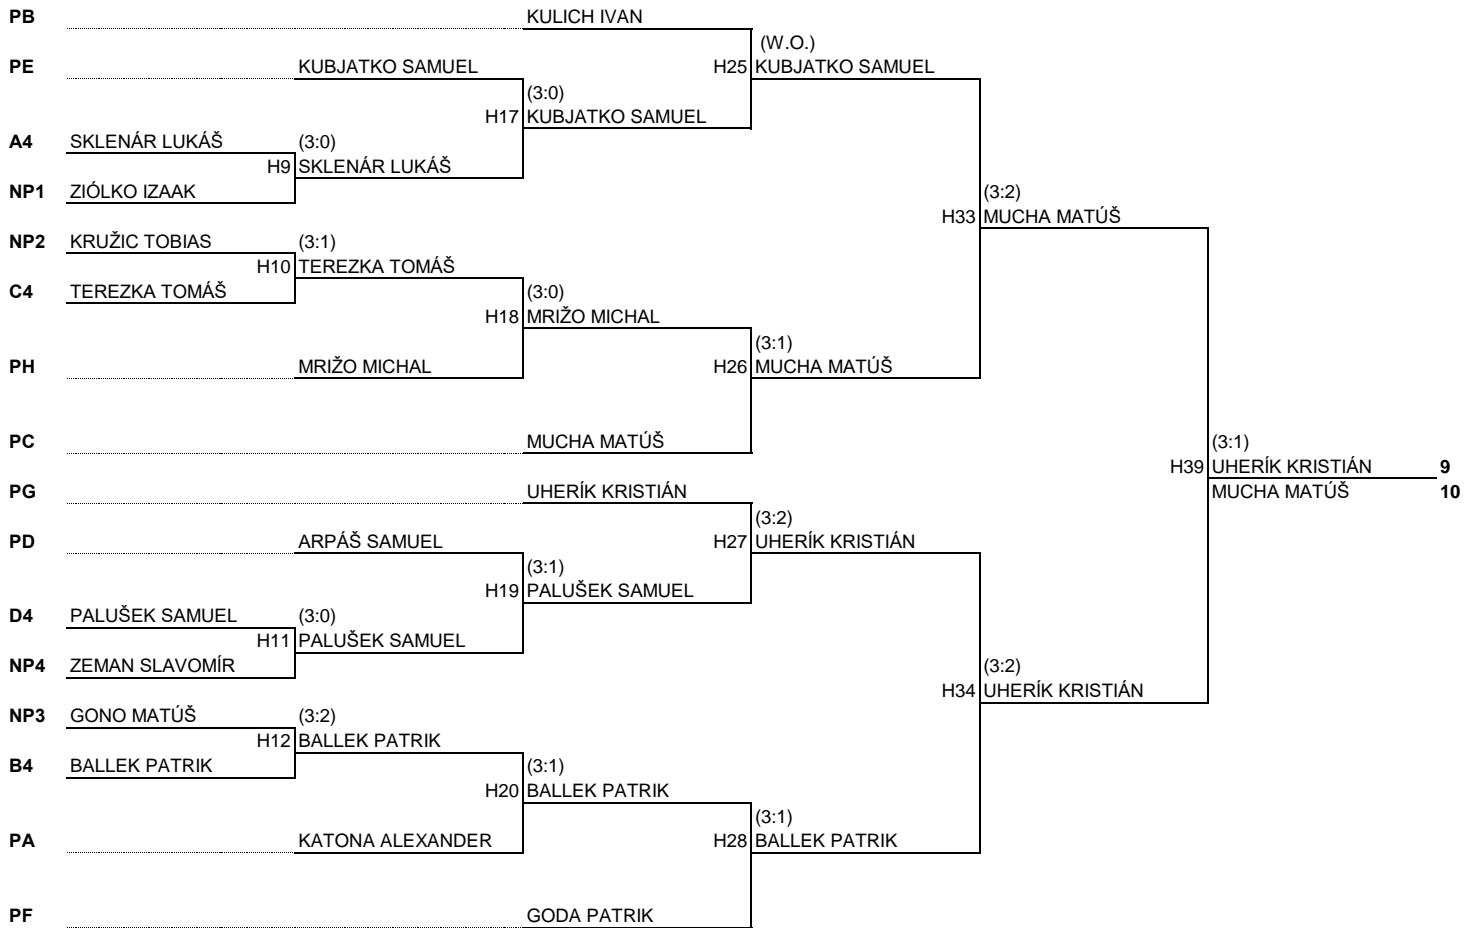 PB KULICH IVAN
(W.O.)
PE KUBJATKO SAMUEL H25 KUBJATKO SAMUEL
(3:0)
H17 KUBJATKO SAMUEL
A4 SKLENÁR LUKÁŠ (3:0)
H9 SKLENÁR LUKÁŠ
NP1 ZIÓLKO IZAAK (3:2)
H33 MUCHA MATÚŠ
NP2 KRUŽIC TOBIAS (3:1)
H10 TEREZKA TOMÁŠ
C4 TEREZKA TOMÁŠ (3:0)
H18 MRIŽO MICHAL
(3:1)
PH MRIŽO MICHAL H26 MUCHA MATÚŠ
PC MUCHA MATÚŠ (3:1)
H39 UHERÍK KRISTIÁN 9
PG UHERÍK KRISTIÁN MUCHA MATÚŠ 10
(3:2)
PD ARPÁŠ SAMUEL H27 UHERÍK KRISTIÁN
(3:1)
H19 PALUŠEK SAMUEL
D4 PALUŠEK SAMUEL (3:0)
H11 PALUŠEK SAMUEL
NP4 ZEMAN SLAVOMÍR (3:2)
H34 UHERÍK KRISTIÁN
NP3 GONO MATÚŠ (3:2)
H12 BALLEK PATRIK
B4 BALLEK PATRIK (3:1)
H20 BALLEK PATRIK
(3:1)
PA KATONA ALEXANDER H28 BALLEK PATRIK
PF GODA PATRIK